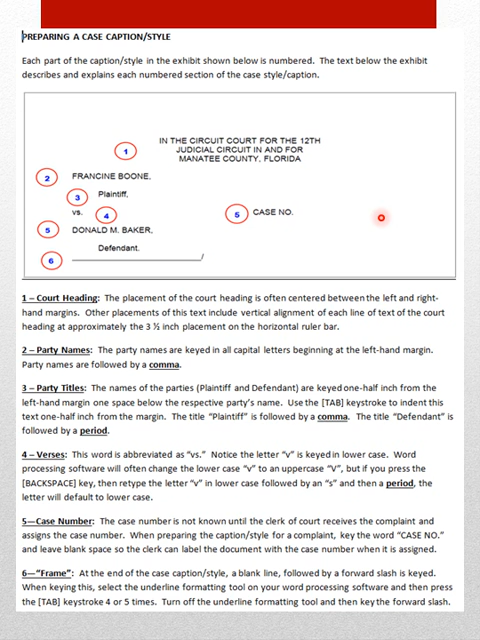 PREPARING A CASE CAPTION/STYLE
Each part of the caption/style in the exhibit shown below is numbered. The text below the exhibit
describes and explains each numbered section of the case style/caption.
1
IN THE CIRCUIT COURT FOR THE 12TH
JUDICIAL CIRCUIT IN AND FOR
MANATEE COUNTY, FLORIDA
2 FRANCINE BOONE,
3 Plaintiff,
vs. 4 5 CASE NO.
5 DONALD M. BAKER,
Defendant.
6 ______________________/
1 – Court Heading: The placement of the court heading is often centered between the left and right-
hand margins. Other placements of this text include vertical alignment of each line of text of the court
heading at approximately the 3 ½ inch placement on the horizontal ruler bar.
2 – Party Names: The party names are keyed in all capital letters beginning at the left-hand margin.
Party names are followed by a comma.
3 – Party Titles: The names of the parties (Plaintiff and Defendant) are keyed one-half inch from the
left-hand margin one space below the respective party's name. Use the [TAB] keystroke to indent this
text one-half inch from the margin. The title "Plaintiff" is followed by a comma. The title "Defendant" is
followed by a period.
4 – Verses: This word is abbreviated as "vs." Notice the letter "v" is keyed in lower case. Word
processing software will often change the lower case "v" to an uppercase "V", but if you press the
[BACKSPACE] key, then retype the letter "v" in lower case followed by an "s" and then a period, the
letter will default to lower case.
5—Case Number: The case number is not known until the clerk of court receives the complaint and
assigns the case number. When preparing the caption/style for a complaint, key the word "CASE NO."
and leave blank space so the clerk can label the document with the case number when it is assigned.
6—"Frame": At the end of the case caption/style, a blank line, followed by a forward slash is keyed.
When keying this, select the underline formatting tool on your word processing software and then press
the [TAB] keystroke 4 or 5 times. Turn off the underline formatting tool and then key the forward slash.